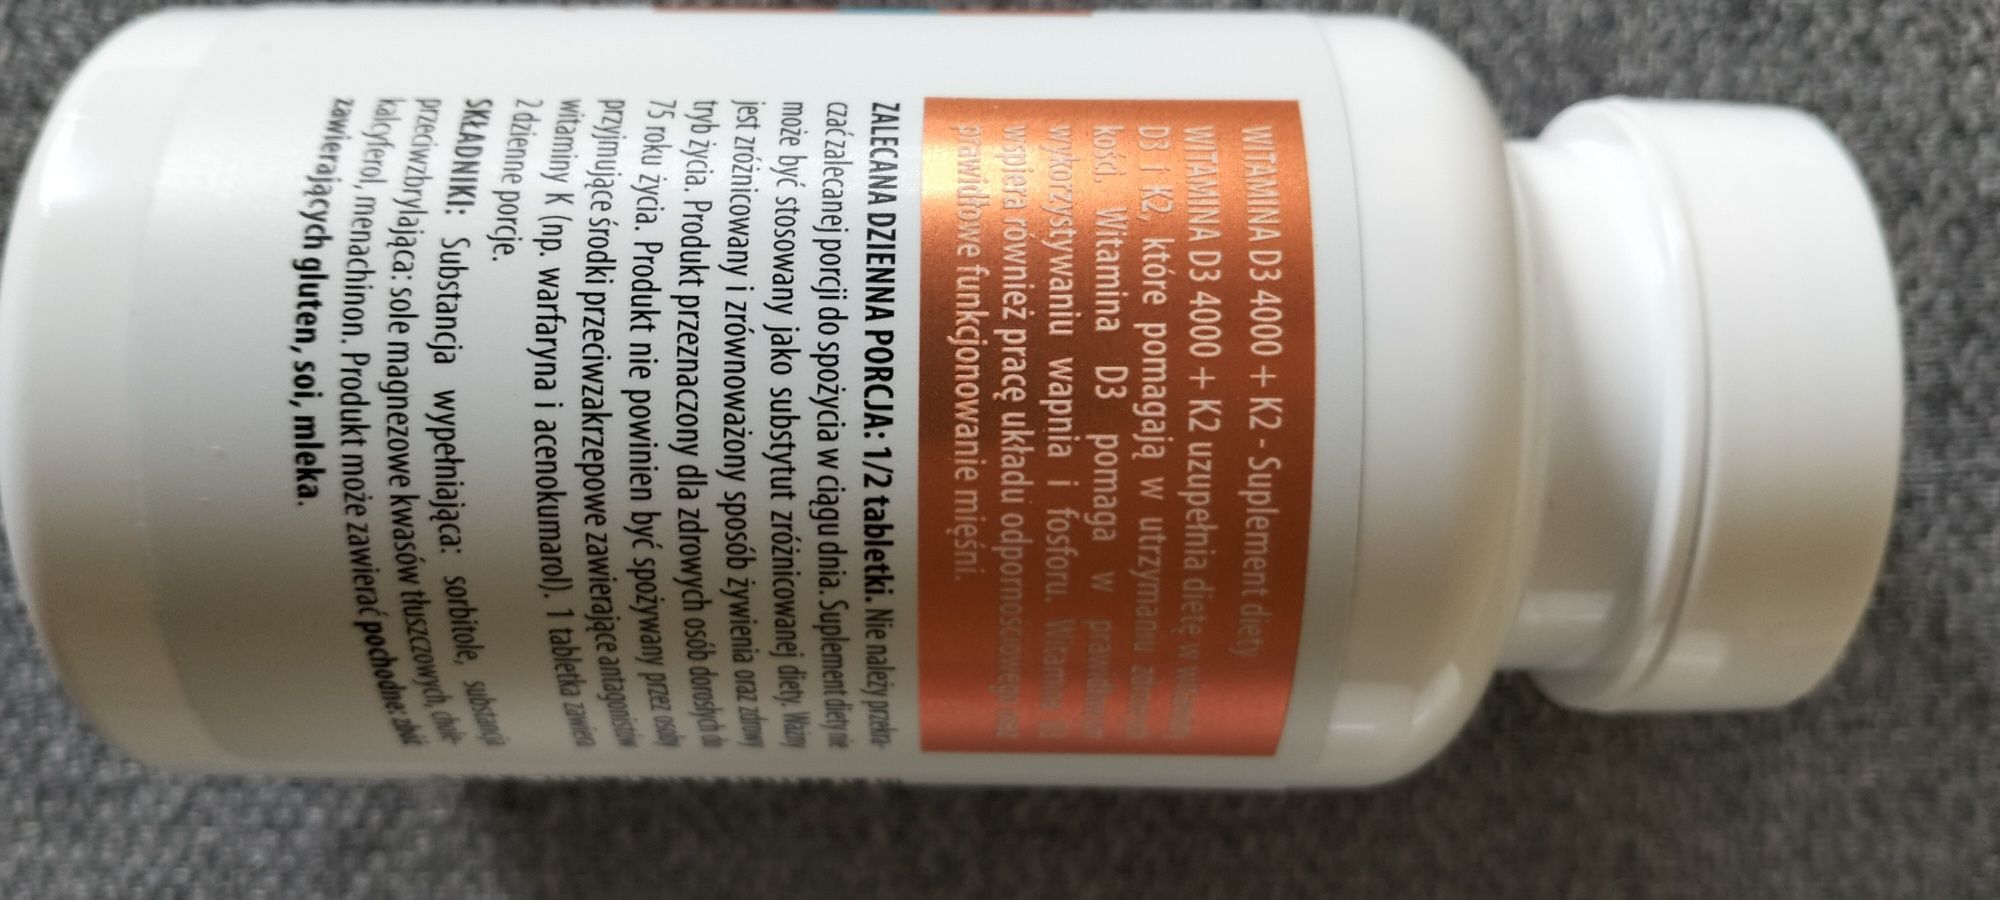 WITAMINA D3 4000 + K2 - Suplement diety
WITAMINA D3 4000 + K2 uzupełnia dietę w witaminy
D3 i K2, które pomagają w utrzymaniu zdrowych
kości. Witamina D3 pomaga w prawidłowym
wykorzystywaniu wapnia i fosforu. Witamina D3
wspiera również pracę układu odpornościowego oraz
prawidłowe funkcjonowanie mięśni.
ZALECANA DZIENNA PORCJA: 1/2 tabletki. Nie należy przekra-
czać zalecanej porcji do spożycia w ciągu dnia. Suplement diety nie
może być stosowany jako substytut zróżnicowanej diety. Ważny
jest zróżnicowany i zrównoważony sposób żywienia oraz zdrowy
tryb życia. Produkt przeznaczony dla zdrowych osób dorosłych do
75 roku życia. Produkt nie powinien być spożywany przez osoby
przyjmujące środki przeciwzakrzepowe zawierające antagonistów
witaminy K (np. warfaryna i acenokumarol). 1 tabletka zawiera
2 dzienne porcje.
SKŁADNIKI: Substancja wypełniająca: sorbitole, substancja
przeciwzbrylająca: sole magnezowe kwasów tłuszczowych, chole-
kalcyferol, menachinon. Produkt może zawierać pochodne: zbóż
zawierających gluten, soi, mleka.